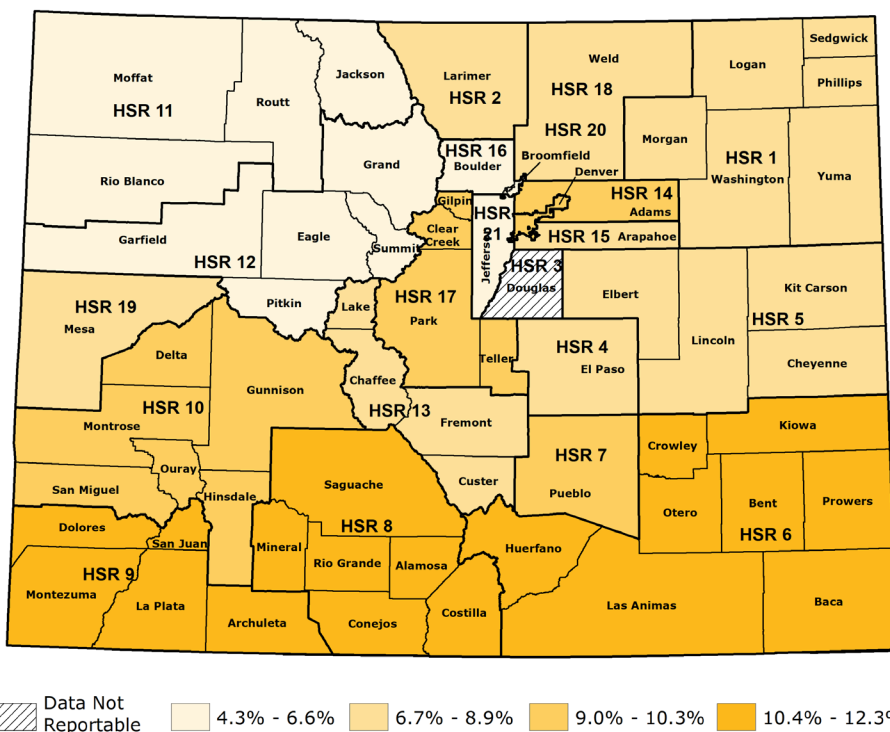 Sedgwick
Moffat
Jackson
Larimer
Weld
Logan
Phillips
HSR 11
Routt
HSR 2
HSR 18
HSR 20
Morgan
HSR 1
Washington
Yuma
Rio Blanco
Grand
HSR 16
Boulder
Broomfield
Denver
Gilpin
HSR 14
Adams
Garfield
Eagle
Summit
Clear
Creek
HSR
21
Jefferson
HSR 15
Arapahoe
HSR 12
HSR 3
Douglas
HSR 19
Mesa
Pitkin
Lake
HSR 17
Park
Elbert
Kit Carson
HSR 5
Lincoln
Delta
Teller
HSR 4
El Paso
Cheyenne
Gunnison
Chaffee
HSR 10
Montrose
HSR 13
Fremont
Crowley
Kiowa
Ouray
HSR 7
Pueblo
San Miguel
Hinsdale
Saguache
Custer
Otero
Bent
Prowers
Dolores
San Juan
HSR 8
HSR 6
Mineral
Rio Grande
Alamosa
Huerfano
HSR 9
Montezuma
La Plata
Archuleta
Conejos
Costilla
Las Animas
Baca
Data Not
Reportable
4.3% - 6.6%
6.7% - 8.9%
9.0% - 10.3%
10.4% - 12.3%